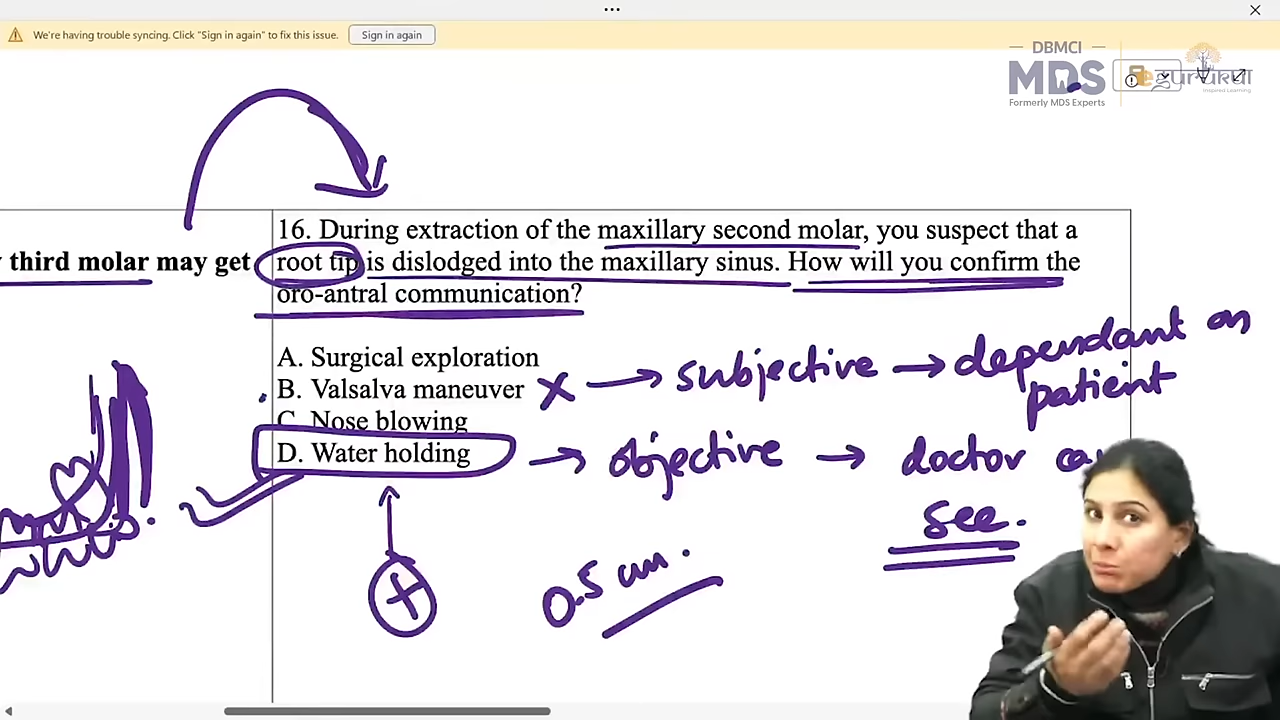 We're having trouble syncing. Click "Sign in again" to fix this issue.
Sign in again
DBMCI
MDS
Formerly MDS Experts
egurukul
Inspired Learning
third molar may get
16. During extraction of the maxillary second molar, you suspect that a
root tip is dislodged into the maxillary sinus. How will you confirm the
oro-antral communication?
A. Surgical exploration
B. Valsalva maneuver
X → subjective → dependant on
patient
C. Nose blowing
D. Water holding
→ objective → doctor
see.
+
0.5 cm.